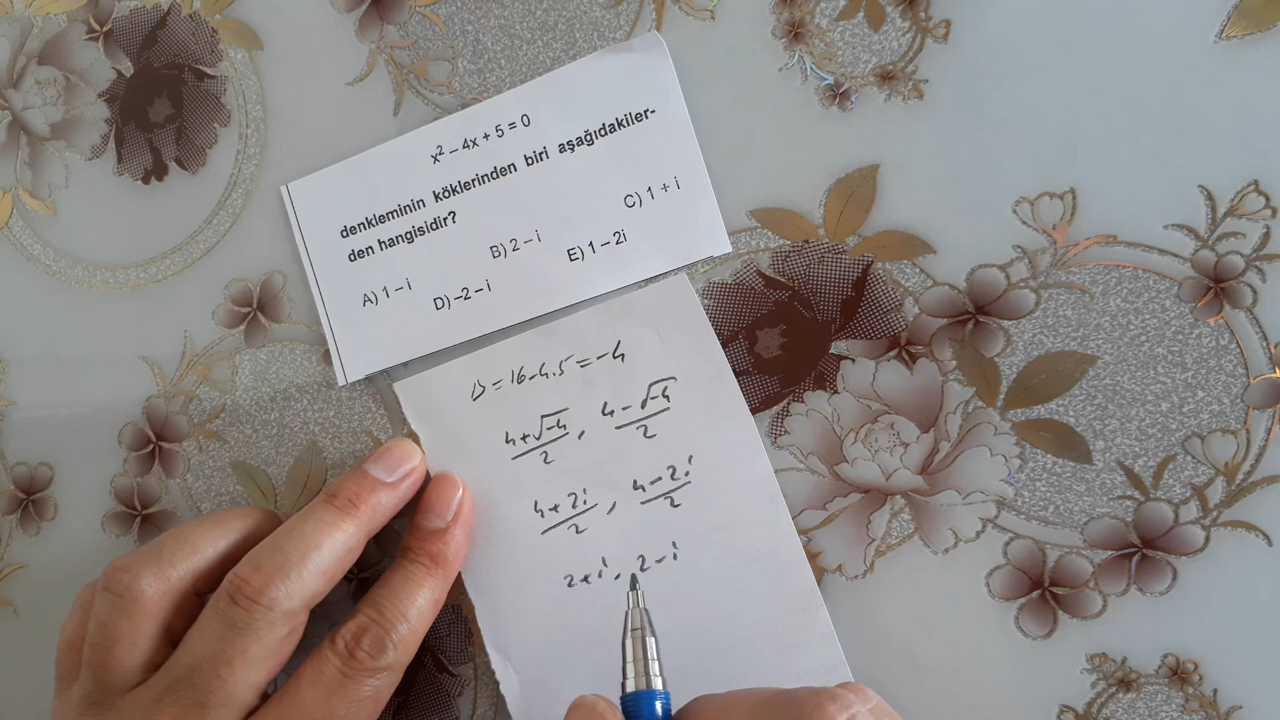 x² – 4x + 5 = 0
denkleminin köklerinden biri aşağıdakiler-
den hangisidir?
A) 1 – i
B) 2 – i
C) 1 + i
D) –2 – i
E) 1 – 2i
Δ = 16 – 4.5 = –4
4+√-4/2 , 4-√-4/2
4+2i/2 , 4-2i/2
2+i , 2-i